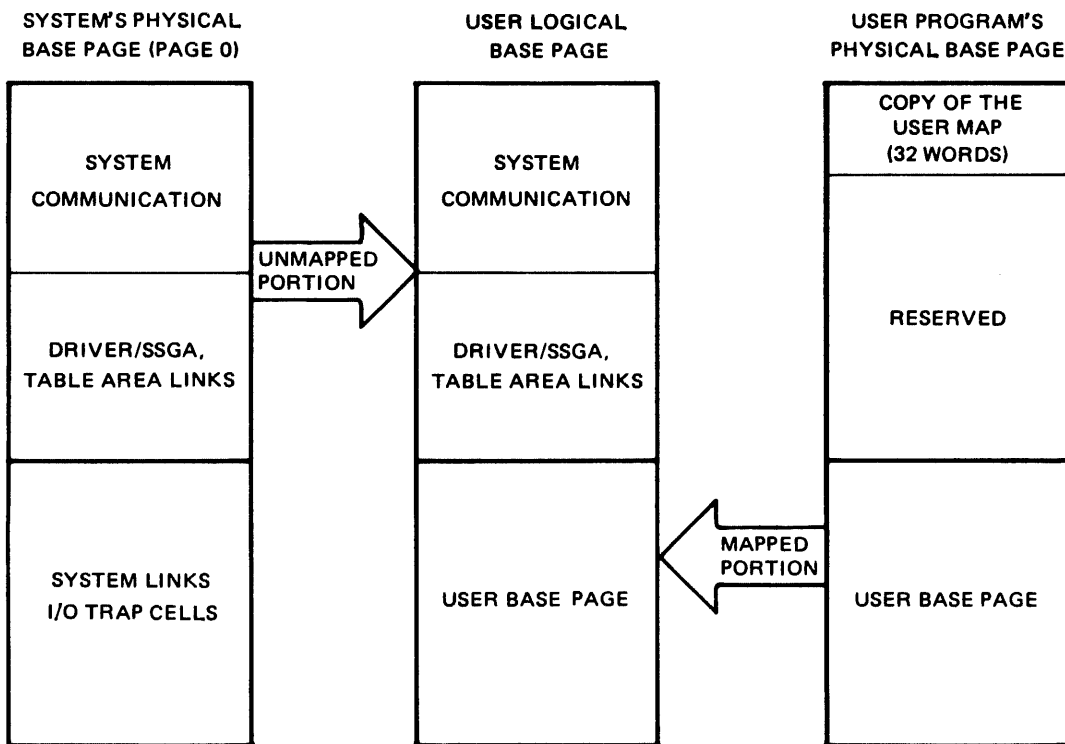 SYSTEM'S PHYSICAL
BASE PAGE (PAGE 0)
USER LOGICAL
BASE PAGE
USER PROGRAM'S
PHYSICAL BASE PAGE
SYSTEM
COMMUNICATION
DRIVER/SSGA,
TABLE AREA LINKS
SYSTEM LINKS
I/O TRAP CELLS
UNMAPPED
PORTION
SYSTEM
COMMUNICATION
DRIVER/SSGA,
TABLE AREA LINKS
USER BASE PAGE
MAPPED
PORTION
COPY OF THE
USER MAP
(32 WORDS)
RESERVED
USER BASE PAGE